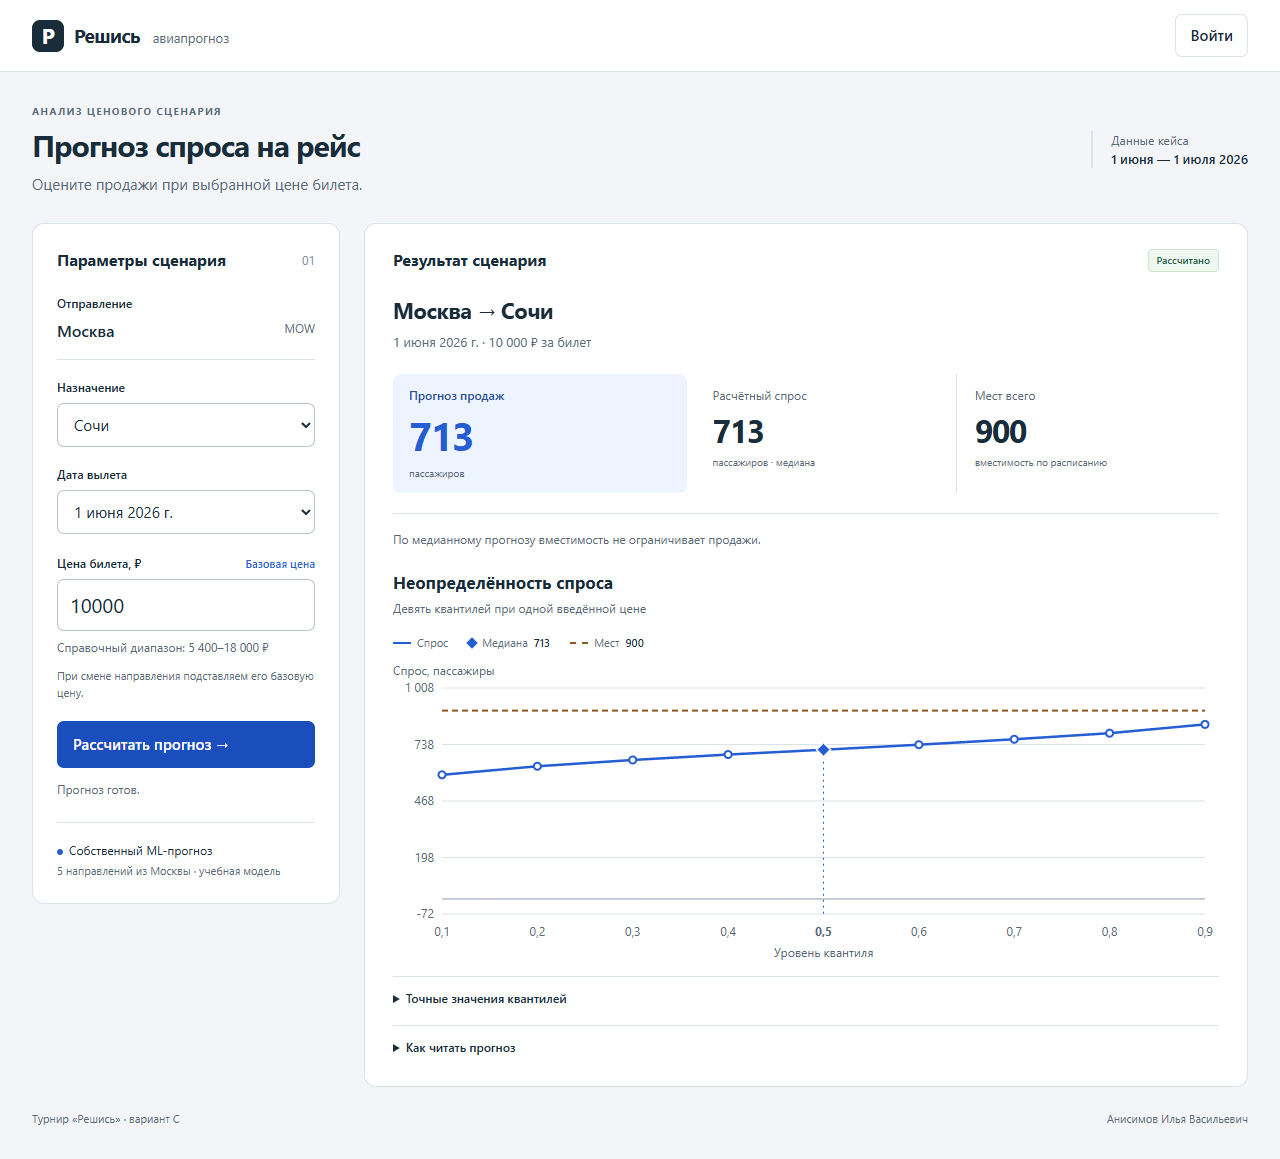 Р Решись авиапрогноз
Войти
АНАЛИЗ ЦЕНОВОГО СЦЕНАРИЯ
Прогноз спроса на рейс
Оцените продажи при выбранной цене билета.
Данные кейса
1 июня — 1 июля 2026
Параметры сценария 01
Отправление
Москва MOW
Назначение
Сочи
Дата вылета
1 июня 2026 г.
Цена билета, ₽ Базовая цена
10000
Справочный диапазон: 5 400–18 000 ₽
При смене направления подставляем его базовую
цену.
Рассчитать прогноз →
Прогноз готов.
Собственный ML-прогноз
5 направлений из Москвы · учебная модель
Результат сценария Рассчитано
Москва → Сочи
1 июня 2026 г. · 10 000 ₽ за билет
Прогноз продаж
713
пассажиров
Расчётный спрос
713
пассажиров · медиана
Мест всего
900
вместимость по расписанию
По медианному прогнозу вместимость не ограничивает продажи.
Неопределённость спроса
Девять квантилей при одной введённой цене
Спрос Медиана 713 Мест 900
Спрос, пассажиры
1 008
738
468
198
-72
0,1 0,2 0,3 0,4 0,5 0,6 0,7 0,8 0,9
Уровень квантиля
Точные значения квантилей
Как читать прогноз
Турнир «Решись» · вариант С
Анисимов Илья Васильевич